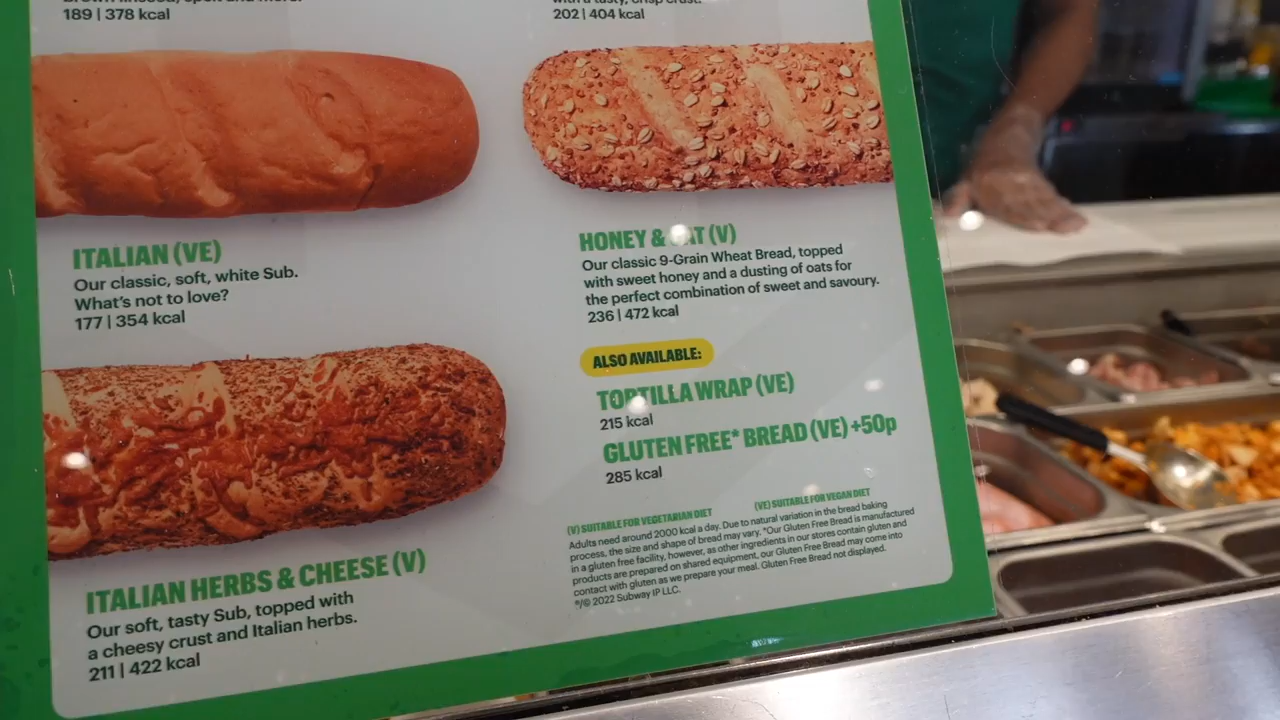 189 | 378 kcal
ITALIAN (VE)
Our classic, soft, white Sub.
What's not to love?
177 | 354 kcal
ITALIAN HERBS & CHEESE (V)
Our soft, tasty Sub, topped with
a cheesy crust and Italian herbs.
211 | 422 kcal
with a tasty, crisp crust.
202 | 404 kcal
HONEY & OAT (V)
Our classic 9-Grain Wheat Bread, topped
with sweet honey and a dusting of oats for
the perfect combination of sweet and savoury.
236 | 472 kcal
ALSO AVAILABLE:
TORTILLA WRAP (VE)
215 kcal
GLUTEN FREE* BREAD (VE) +50p
285 kcal
(V) SUITABLE FOR VEGETARIAN DIET (VE) SUITABLE FOR VEGAN DIET
Adults need around 2000 kcal a day. Due to natural variation in the bread baking
process, the size and shape of bread may vary. *Our Gluten Free Bread is manufactured
in a gluten free facility, however, as other ingredients in our stores contain gluten and
products are prepared on shared equipment, our Gluten Free Bread may come into
contact with gluten as we prepare your meal. Gluten Free Bread not displayed.
®/© 2022 Subway IP LLC.